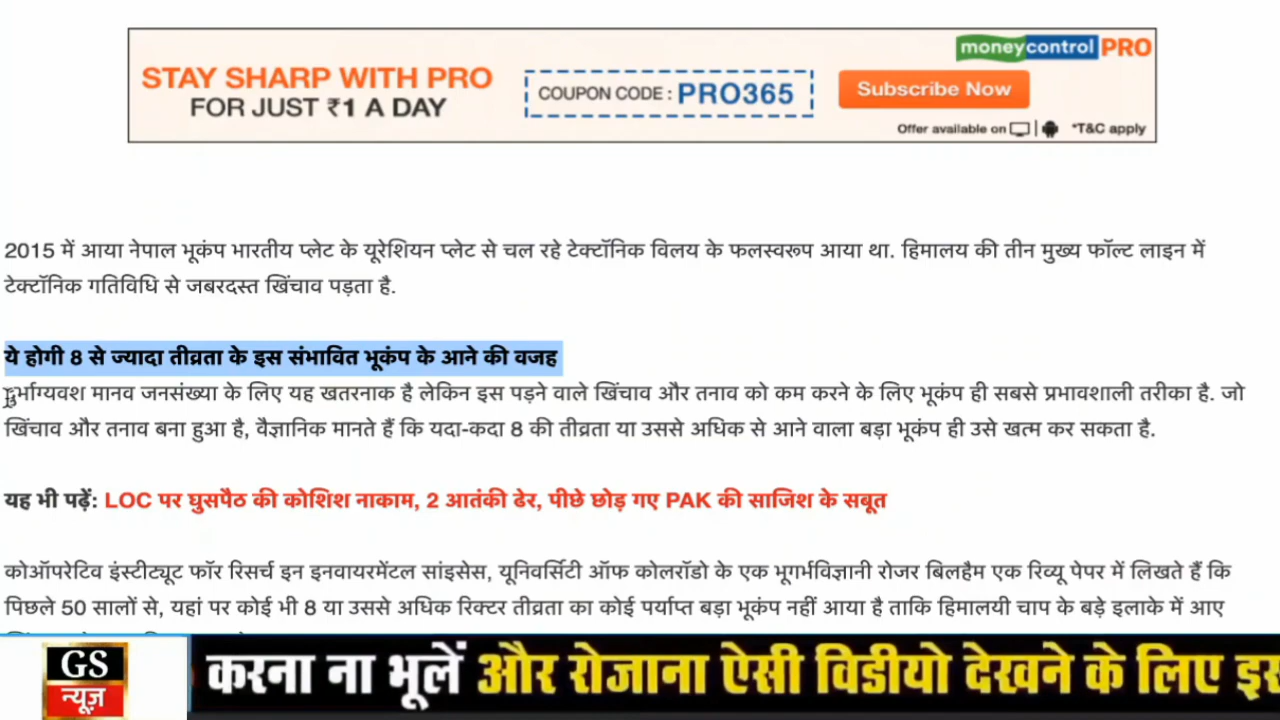 moneycontrol PRO
STAY SHARP WITH PRO
FOR JUST ₹1 A DAY
COUPON CODE : PRO365
Subscribe Now
Offer available on | *T&C apply
2015 में आया नेपाल भूकंप भारतीय प्लेट के यूरेशियन प्लेट से चल रहे टेक्टॉनिक विलय के फलस्वरूप आया था. हिमालय की तीन मुख्य फॉल्ट लाइन में
टेक्टॉनिक गतिविधि से जबरदस्त खिंचाव पड़ता है.
ये होगी 8 से ज्यादा तीव्रता के इस संभावित भूकंप के आने की वजह
दुर्भाग्यवश मानव जनसंख्या के लिए यह खतरनाक है लेकिन इस पड़ने वाले खिंचाव और तनाव को कम करने के लिए भूकंप ही सबसे प्रभावशाली तरीका है. जो
खिंचाव और तनाव बना हुआ है, वैज्ञानिक मानते हैं कि यदा-कदा 8 की तीव्रता या उससे अधिक से आने वाला बड़ा भूकंप ही उसे खत्म कर सकता है.
यह भी पढ़ें: LOC पर घुसपैठ की कोशिश नाकाम, 2 आतंकी ढेर, पीछे छोड़ गए PAK की साजिश के सबूत
कोऑपरेटिव इंस्टीट्यूट फॉर रिसर्च इन इनवायरमेंटल सांइसेस, यूनिवर्सिटी ऑफ कोलरॉडो के एक भूगर्भविज्ञानी रोजर बिलहैम एक रिव्यू पेपर में लिखते हैं कि
पिछले 50 सालों से, यहां पर कोई भी 8 या उससे अधिक रिक्टर तीव्रता का कोई पर्याप्त बड़ा भूकंप नहीं आया है ताकि हिमालयी चाप के बड़े इलाके में आए
GS
न्यूज़
करना ना भूलें और रोजाना ऐसी विडीयो देखने के लिए